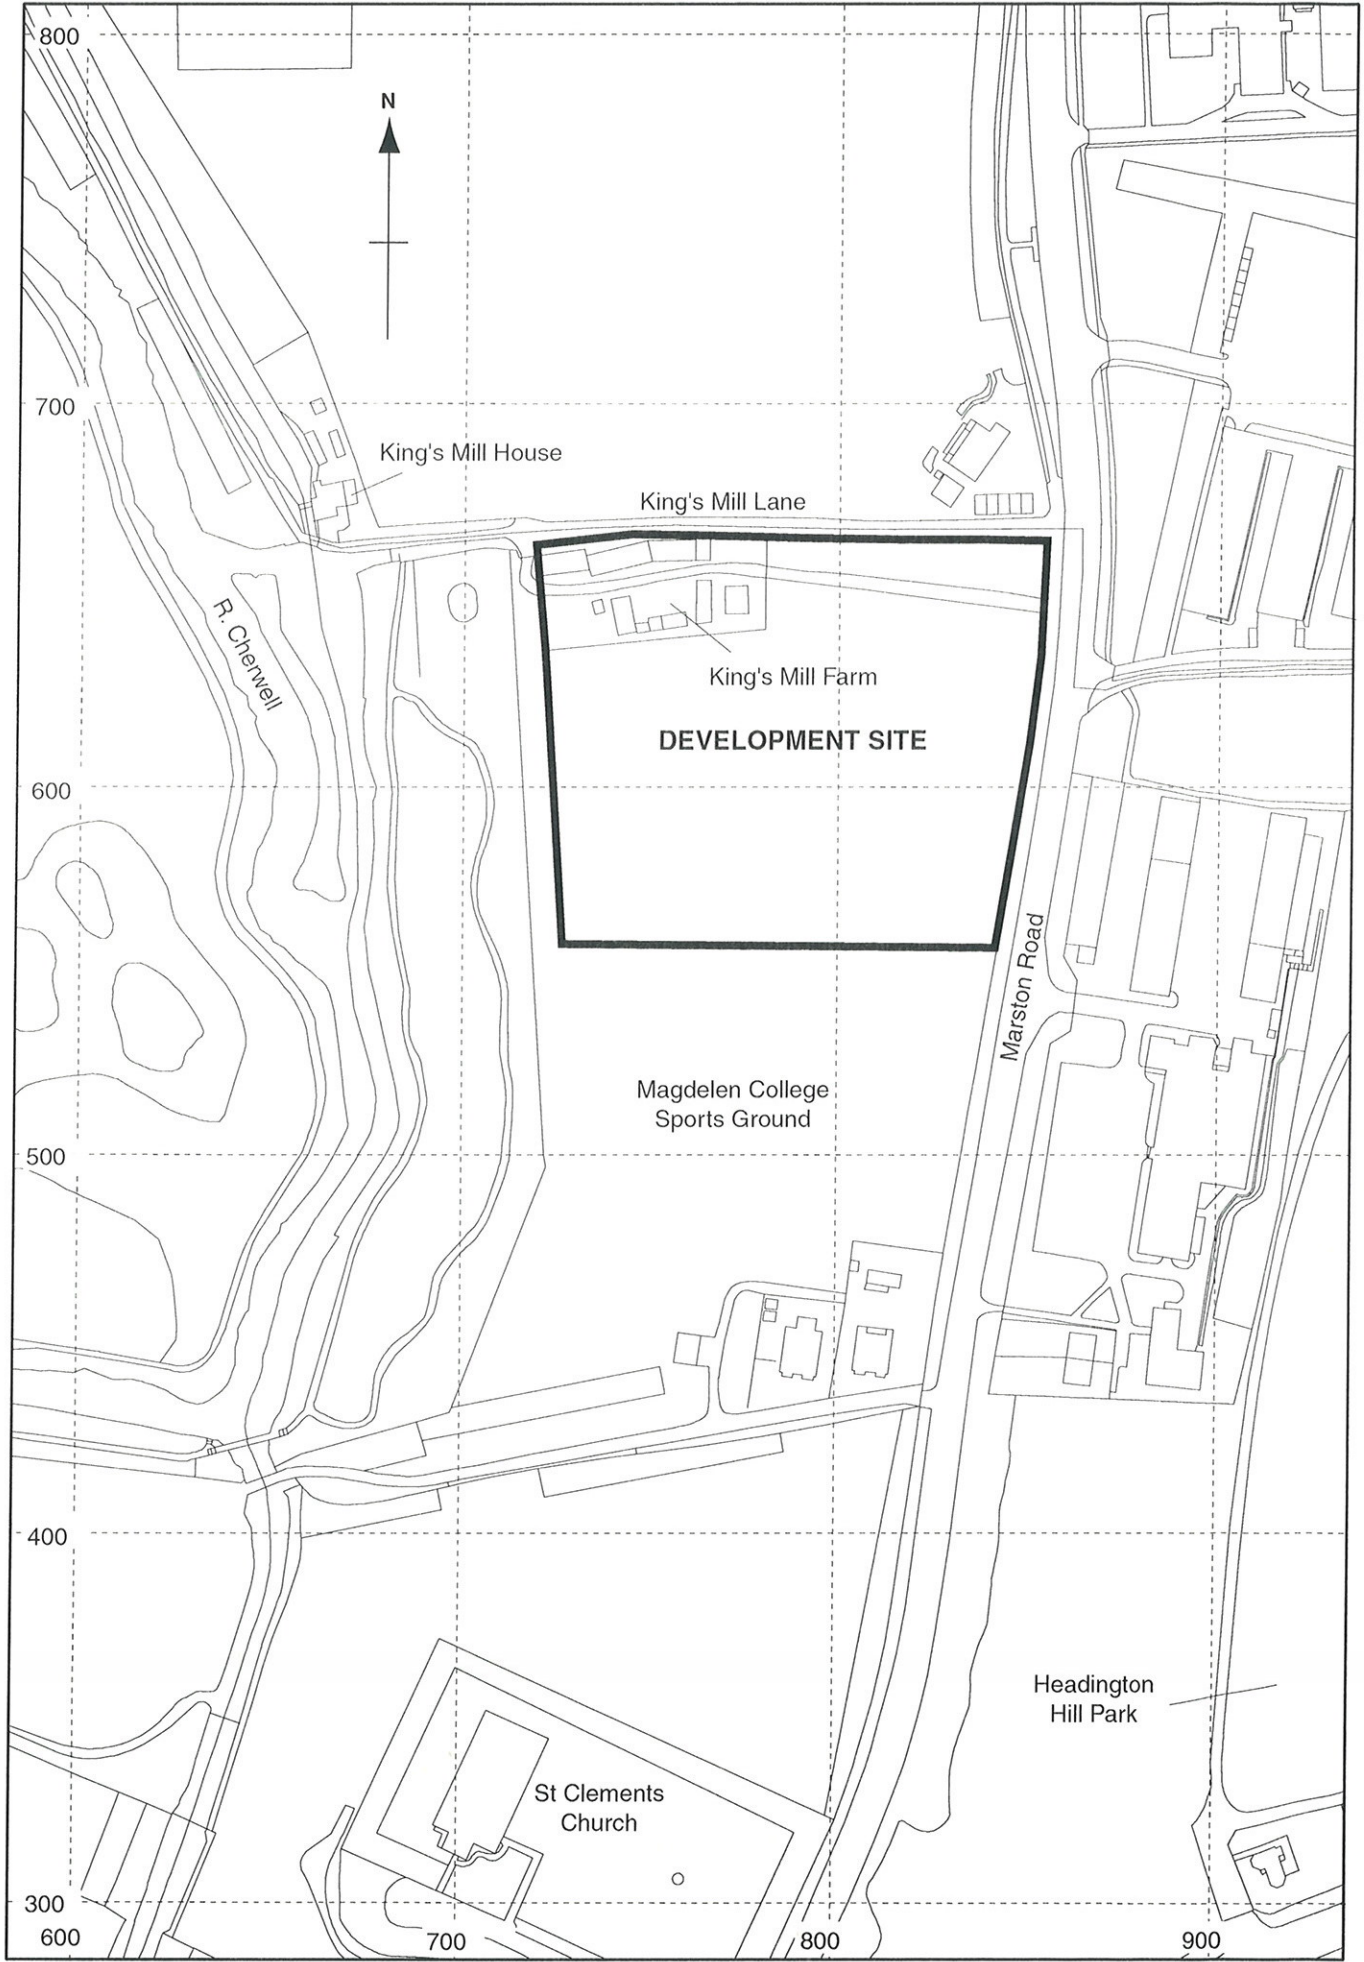 800
N
700
King's Mill House
King's Mill Lane
R. Cherwell
King's Mill Farm
DEVELOPMENT SITE
600
Marston Road
Magdelen College
Sports Ground
500
400
Headington
Hill Park
St Clements
Church
300
600
700
800
900